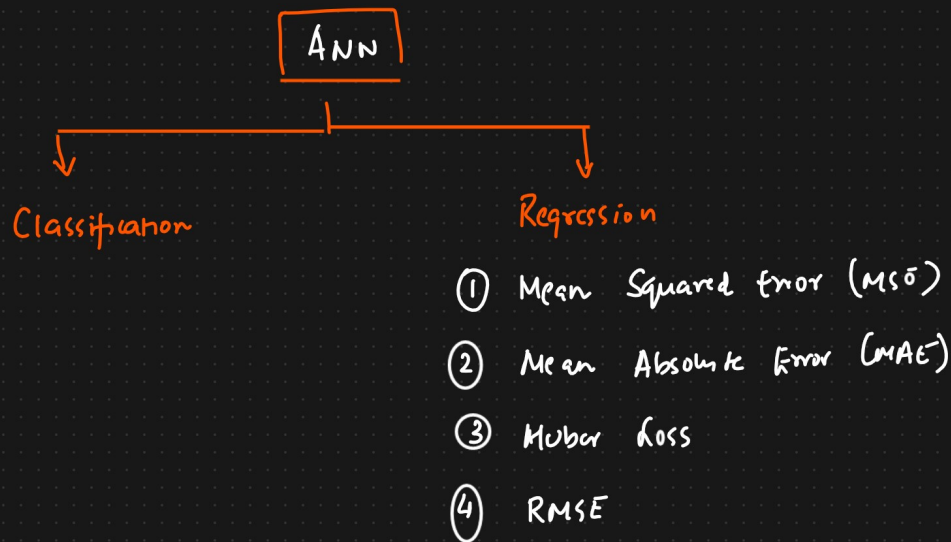 ANN
Classification
Regression
① Mean Squared Error (MSE)
② Mean Absolute Error (MAE)
③ Huber Loss
④ RMSE